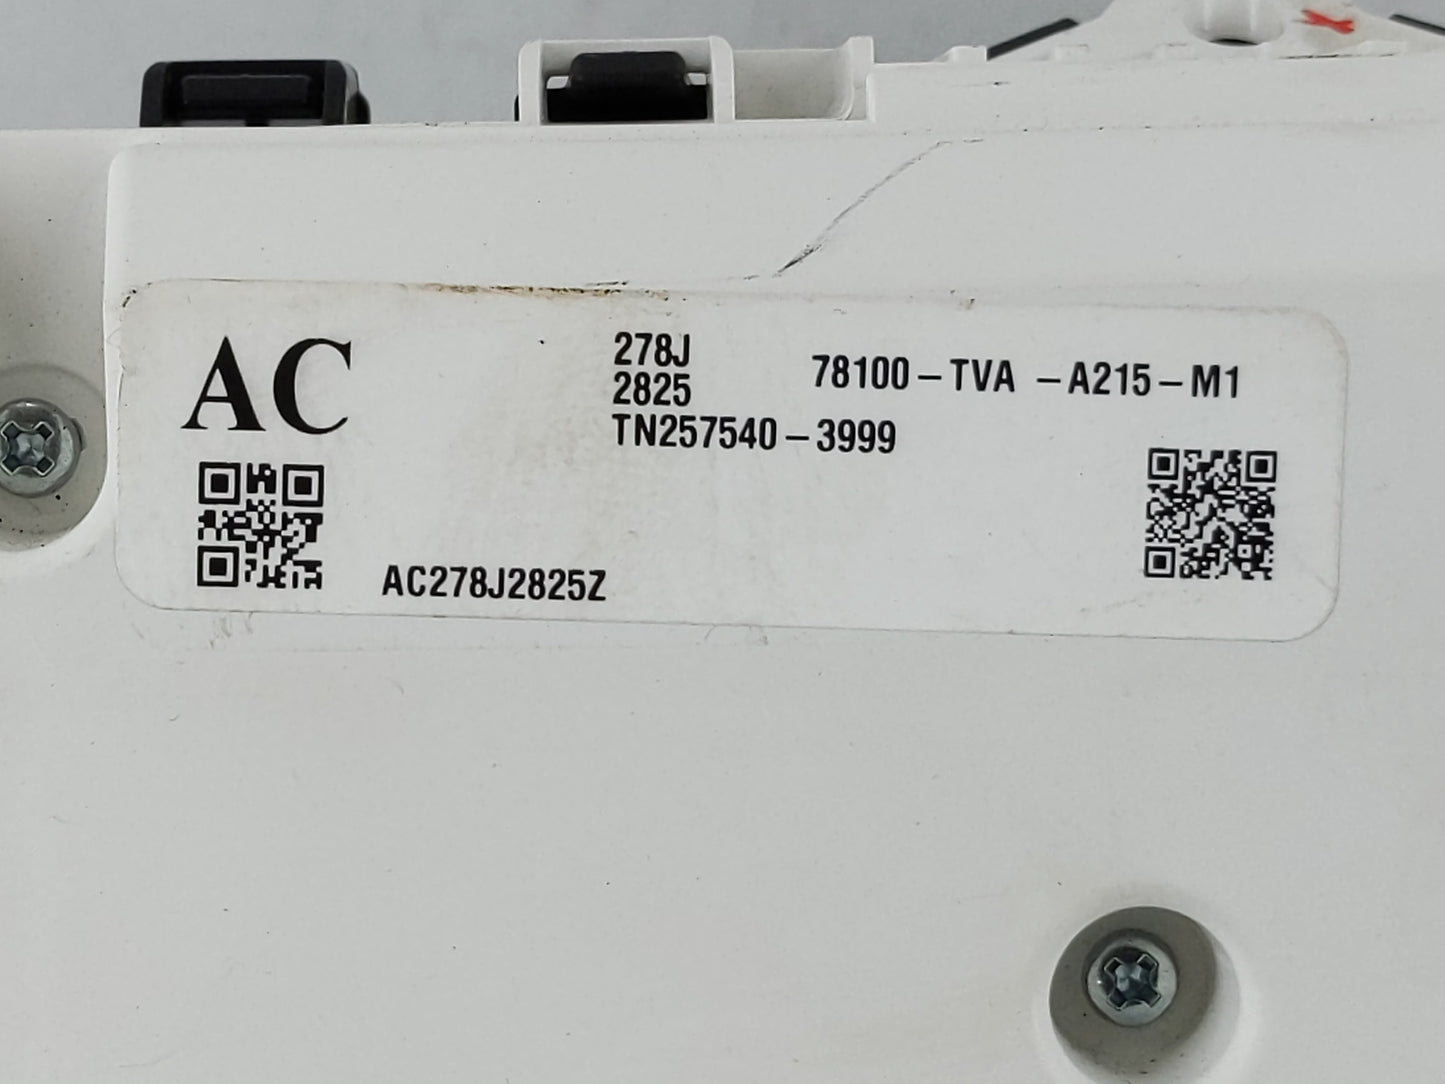 AC
278J
2825
78100-TVA -A215-M1
TN257540-3999
AC278J2825Z